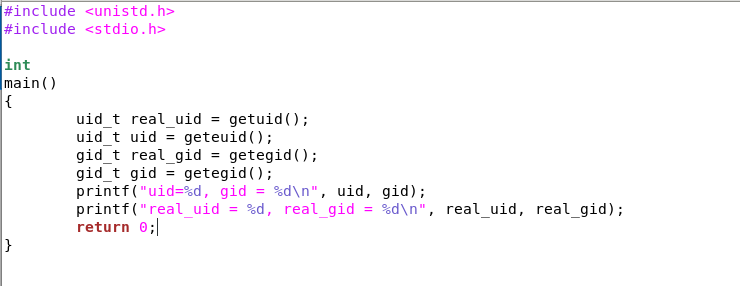 #include <unistd.h>
#include <stdio.h>
int
main()
{
uid_t real_uid = getuid();
uid_t uid = geteuid();
gid_t real_gid = getegid();
gid_t gid = getegid();
printf("uid=%d, gid = %d\n", uid, gid);
printf("real_uid = %d, real_gid = %d\n", real_uid, real_gid);
return 0;
}